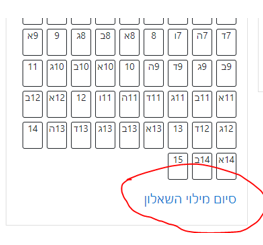 7ד 7ה 7ו 8 8א 8ב 8ג 9 9א
9ב 9ג 9ד 9ה 10 10א 10ב 10ג 11
11א 11ב 11ג 11ד 11ה 11ו 12 12א 12ב
12ג 12ד 13 13א 13ב 13ג 13ד 13ה 14
14א 14ב 15
סיום מילוי השאלון